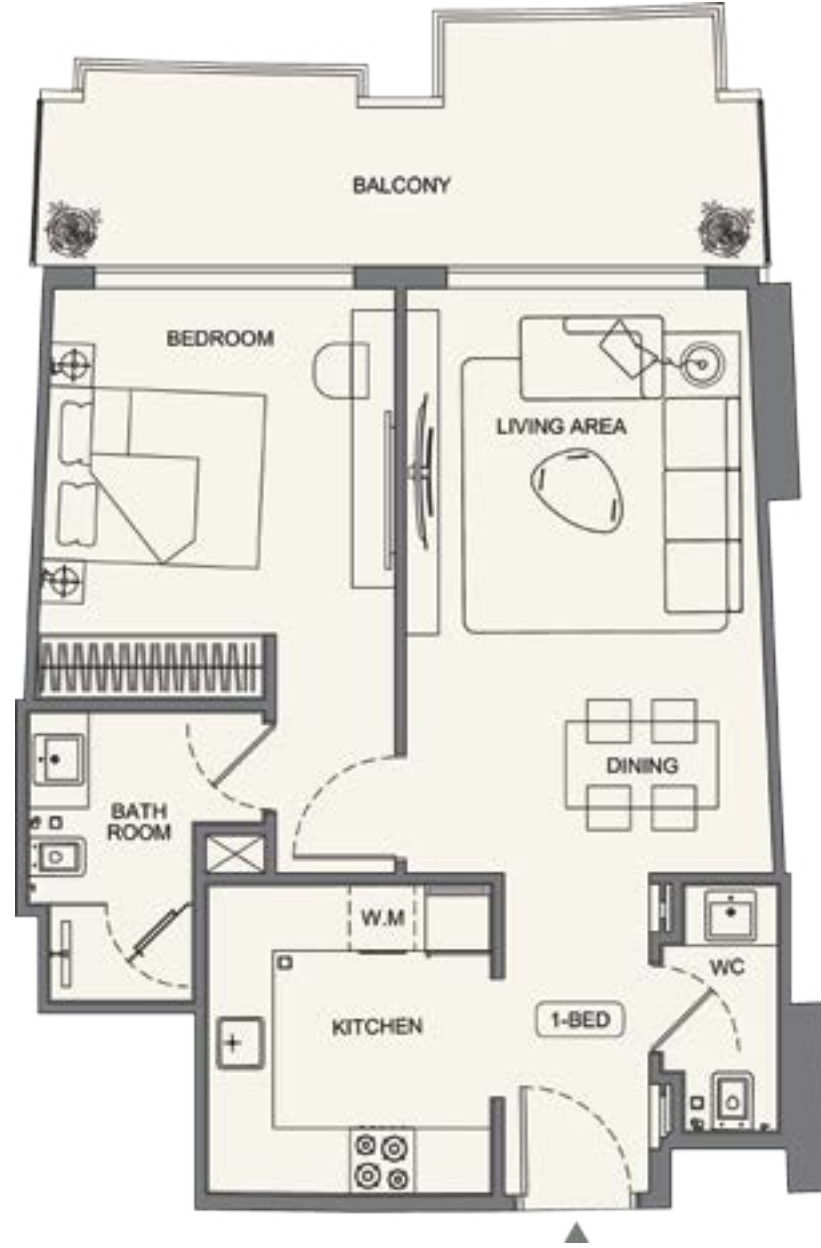 BALCONY
BEDROOM
LIVING AREA
DINING
BATH
ROOM
W.M
WC
KITCHEN
1-BED